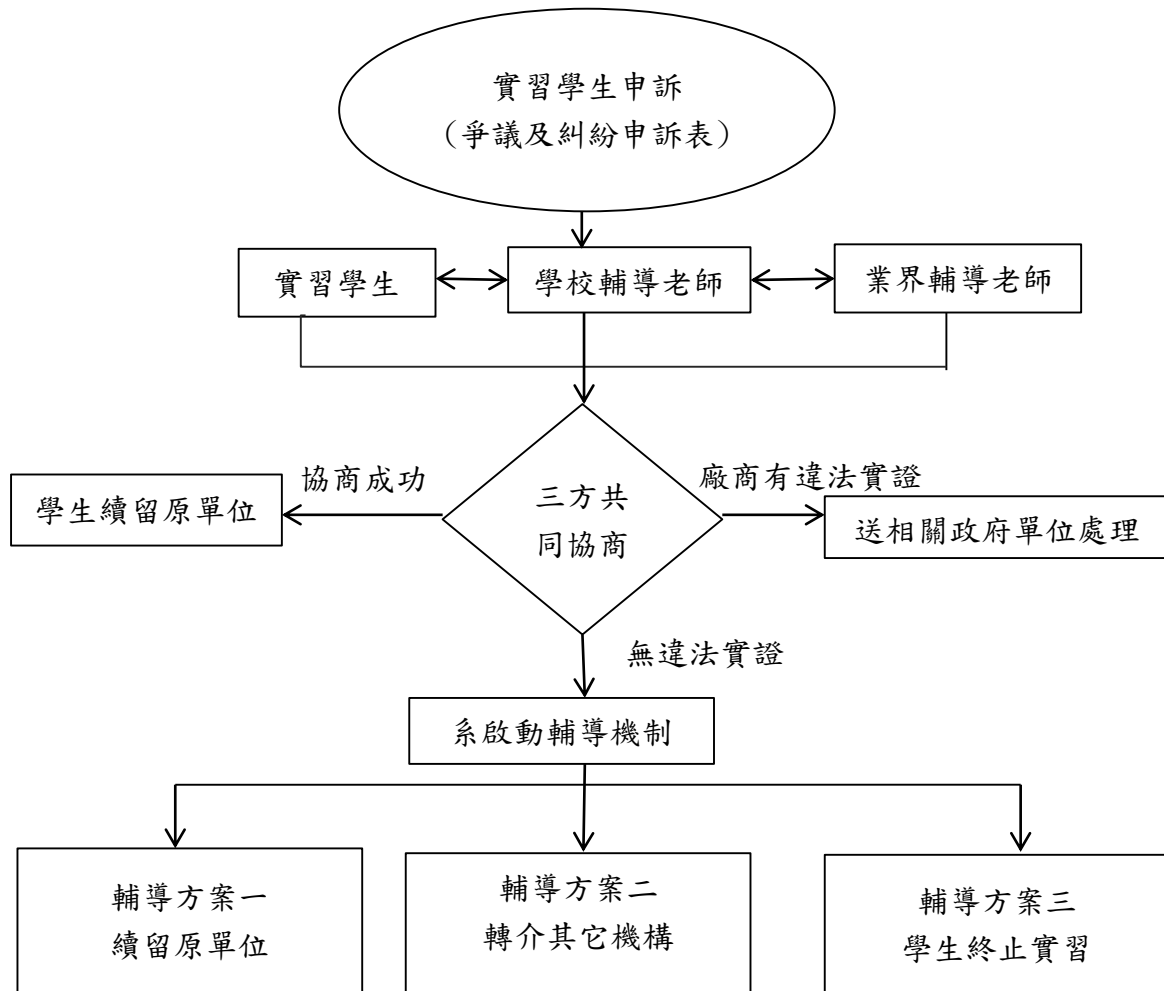 實習學生申訴
（爭議及糾紛申訴表）
實習學生
學校輔導老師
業界輔導老師
協商成功
廠商有違法實證
學生續留原單位
三方共
同協商
送相關政府單位處理
無違法實證
系啟動輔導機制
輔導方案一
續留原單位
輔導方案二
轉介其它機構
輔導方案三
學生終止實習